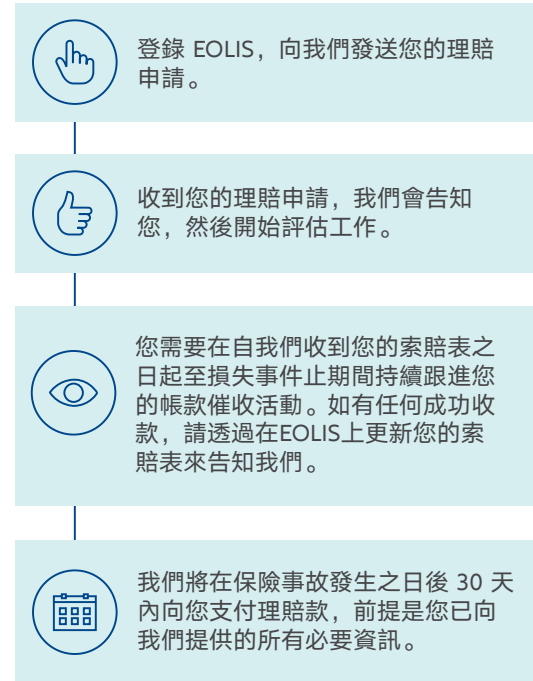 登錄 EOLIS，向我們發送您的理賠
申請。
收到您的理賠申請，我們會告知
您，然後開始評估工作。
您需要在自我們收到您的索賠表之
日起至損失事件止期間持續跟進您
的帳款催收活動。如有任何成功收
款，請透過在EOLIS上更新您的索
賠表來告知我們。
我們將在保險事故發生之日後 30 天
內向您支付理賠款，前提是您已向
我們提供的所有必要資訊。